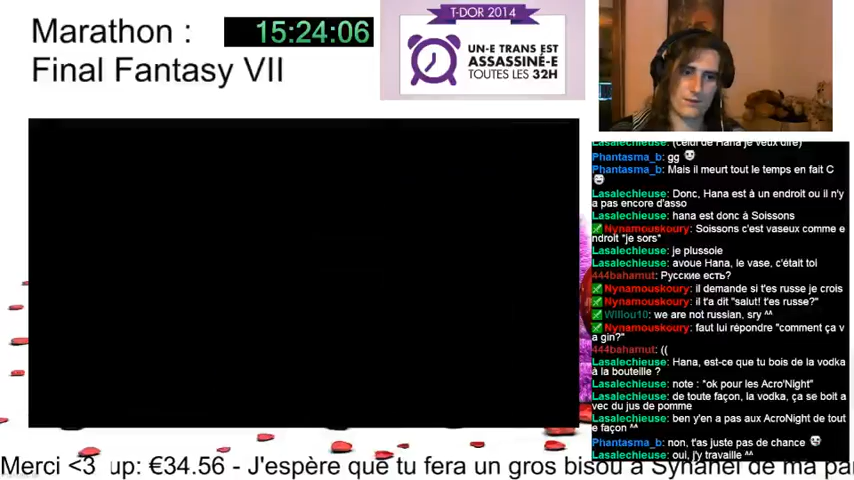 Marathon :
Final Fantasy VII
15:24:06
T-DOR 2014
UN-E TRANS EST
ASSASSINÉ-E
TOUTES LES 32H
Lasalechieuse: (celui de Hana je veux dire)
Phantasma_b: gg
Phantasma_b: Mais il meurt tout le temps en fait C
Lasalechieuse: Donc, Hana est à un endroit ou il n'y
a pas encore d'asso
Lasalechieuse: hana est donc à Soissons
Nynamouskoury: Soissons c'est vaseux comme e
ndroit "je sors"
Lasalechieuse: je plussoie
Lasalechieuse: avoue Hana, le vase, c'était toi
444bahamut: Русские есть?
Nynamouskoury: il demande si t'es russe je crois
Nynamouskoury: il t'a dit "salut! t'es russe?"
Willou10: we are not russian, sry ^^
Nynamouskoury: faut lui répondre "comment ça v
a gin?"
444bahamut: ((
Lasalechieuse: Hana, est-ce que tu bois de la vodka
à la bouteille ?
Lasalechieuse: note : "ok pour les Acro'Night"
Lasalechieuse: de toute façon, la vodka, ça se boit a
vec du jus de pomme
Lasalechieuse: ben y'en a pas aux AcroNight de tout
e façon ^^
Phantasma_b: non, t'as juste pas de chance
Lasalechieuse: oui, j'y travaille ^^
Merci <3 up: €34.56 - J'espère que tu fera un gros bisou à Synahel de ma par